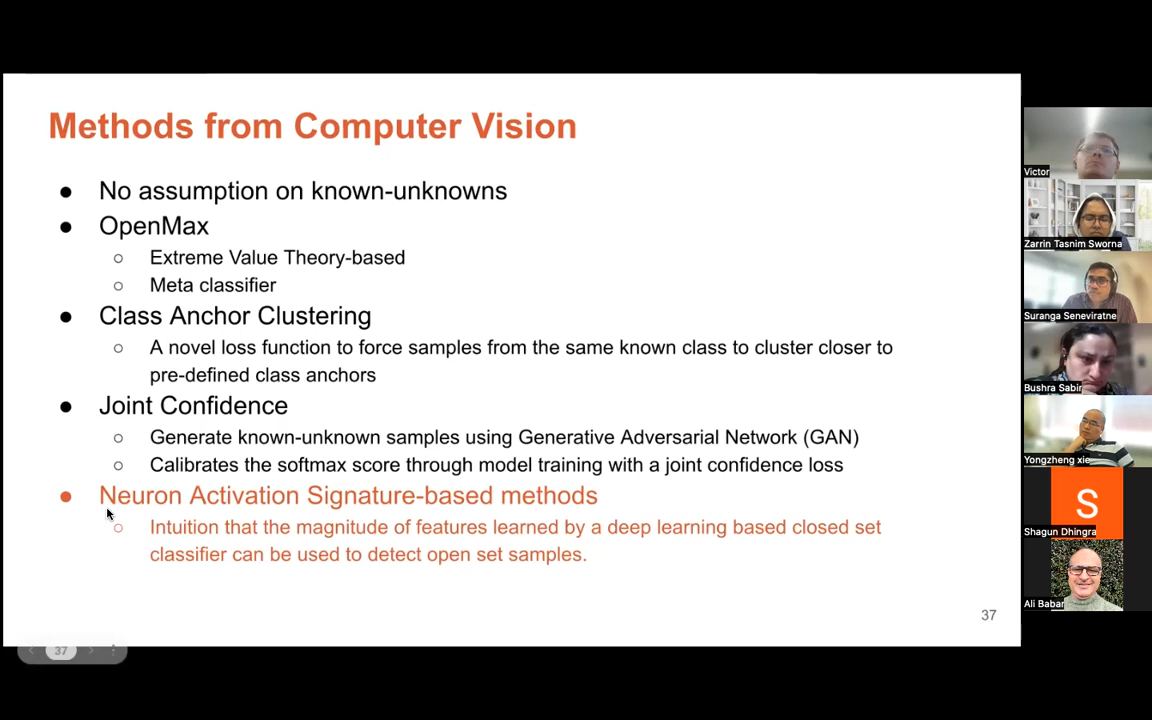 Methods from Computer Vision
● No assumption on known-unknowns
● OpenMax
○ Extreme Value Theory-based
○ Meta classifier
● Class Anchor Clustering
○ A novel loss function to force samples from the same known class to cluster closer to
pre-defined class anchors
● Joint Confidence
○ Generate known-unknown samples using Generative Adversarial Network (GAN)
○ Calibrates the softmax score through model training with a joint confidence loss
● Neuron Activation Signature-based methods
○ Intuition that the magnitude of features learned by a deep learning based closed set
classifier can be used to detect open set samples.
37
37
Victor
Zarrin Tasnim Sworna
Suranga Seneviratne
Bushra Sabir
Yongzheng xie
S
Shagun Dhingra
Ali Babar